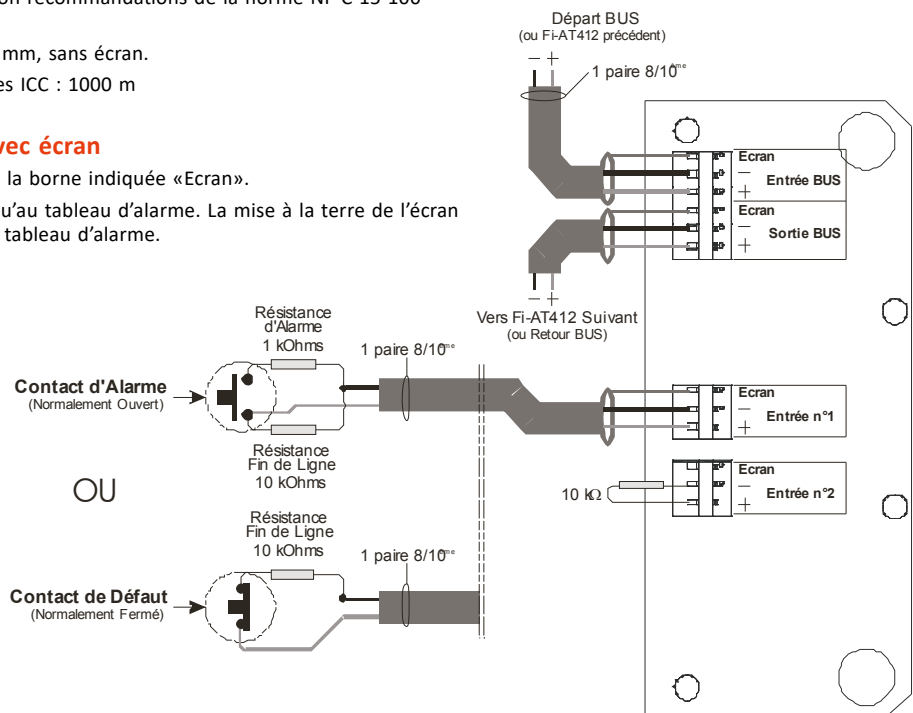 on recommandations de la norme NF C 15-100
mm, sans écran.
es ICC : 1000 m
vec écran
la borne indiquée «Ecran».
qu’au tableau d’alarme. La mise à la terre de l’écran
tableau d’alarme.
Départ BUS
(ou Fi-AT412 précédent)
– +
1 paire 8/10ème
Ecran
–
Entrée BUS
+
Ecran
–
Sortie BUS
+
– +
Vers Fi-AT412 Suivant
(ou Retour BUS)
Résistance
d'Alarme
1 kOhms
1 paire 8/10ème
Contact d'Alarme
(Normalement Ouvert)
Résistance
Fin de Ligne
10 kOhms
Ecran
–
Entrée n°1
+
OU
10 kΩ
Ecran
–
Entrée n°2
+
Résistance
Fin de Ligne
10 kOhms
1 paire 8/10ème
Contact de Défaut
(Normalement Fermé)